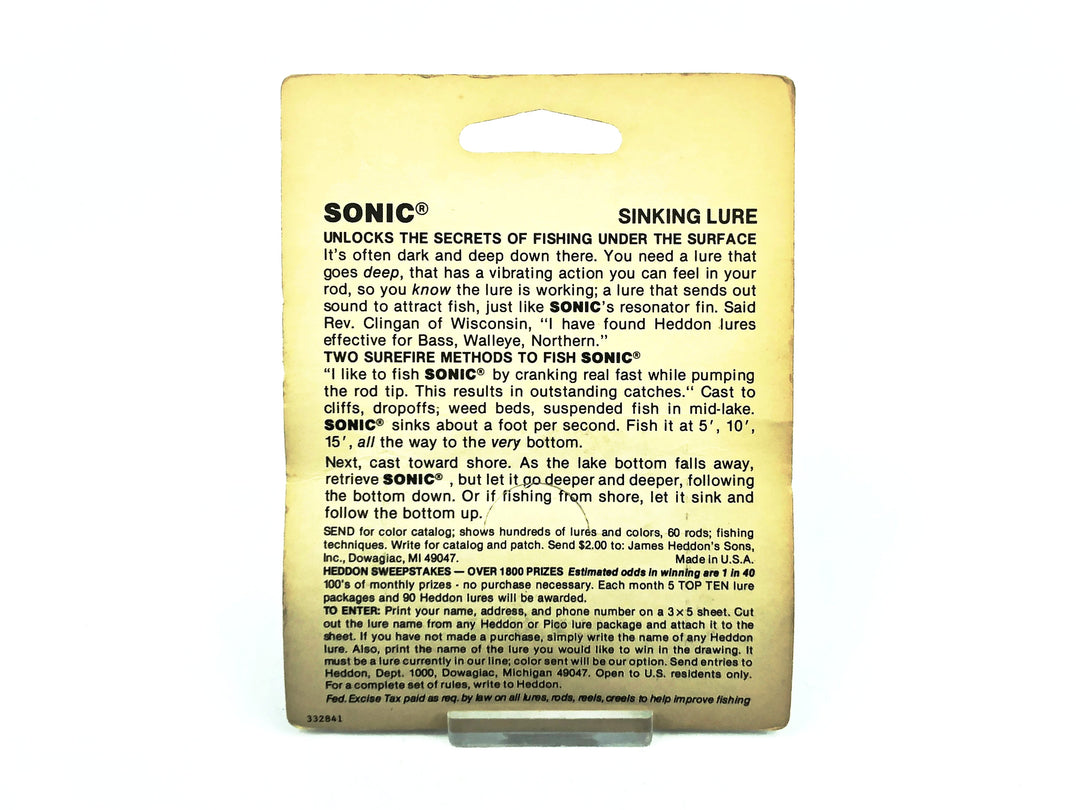 SONIC® SINKING LURE
UNLOCKS THE SECRETS OF FISHING UNDER THE SURFACE
It's often dark and deep down there. You need a lure that
goes deep, that has a vibrating action you can feel in your
rod, so you know the lure is working; a lure that sends out
sound to attract fish, just like SONIC's resonator fin. Said
Rev. Clingan of Wisconsin, "I have found Heddon lures
effective for Bass, Walleye, Northern."
TWO SUREFIRE METHODS TO FISH SONIC®
"I like to fish SONIC® by cranking real fast while pumping
the rod tip. This results in outstanding catches." Cast to
cliffs, dropoffs; weed beds, suspended fish in mid-lake.
SONIC® sinks about a foot per second. Fish it at 5′, 10′,
15′, all the way to the very bottom.
Next, cast toward shore. As the lake bottom falls away,
retrieve SONIC® , but let it go deeper and deeper, following
the bottom down. Or if fishing from shore, let it sink and
follow the bottom up.
SEND for color catalog; shows hundreds of lures and colors, 60 rods; fishing
techniques. Write for catalog and patch. Send $2.00 to: James Heddon's Sons,
Inc., Dowagiac, MI 49047. Made in U.S.A.
HEDDON SWEEPSTAKES — OVER 1800 PRIZES Estimated odds in winning are 1 in 40
100's of monthly prizes - no purchase necessary. Each month 5 TOP TEN lure
packages and 90 Heddon lures will be awarded.
TO ENTER: Print your name, address, and phone number on a 3 x 5 sheet. Cut
out the lure name from any Heddon or Pico lure package and attach it to the
sheet. If you have not made a purchase, simply write the name of any Heddon
lure. Also, print the name of the lure you would like to win in the drawing. It
must be a lure currently in our line; color sent will be our option. Send entries to
Heddon, Dept. 1000, Dowagiac, Michigan 49047. Open to U.S. residents only.
For a complete set of rules, write to Heddon.
Fed. Excise Tax paid as req. by law on all lures, rods, reels, creels to help improve fishing
332841